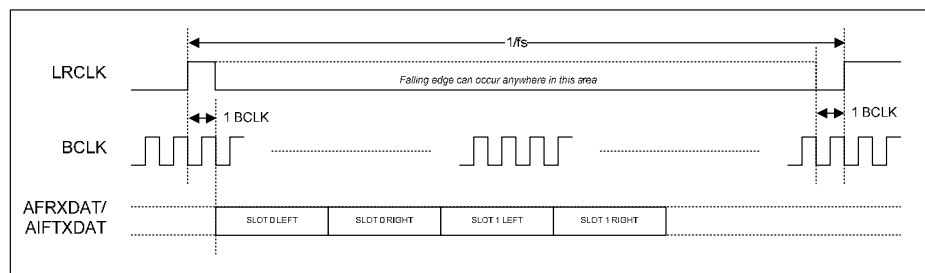 1/fs
LRCLK
Falling edge can occur anywhere in this area
1 BCLK
1 BCLK
BCLK
AFRXDAT/
AIFTXDAT
SLOT 0 LEFT
SLOT 0 RIGHT
SLOT 1 LEFT
SLOT 1 RIGHT